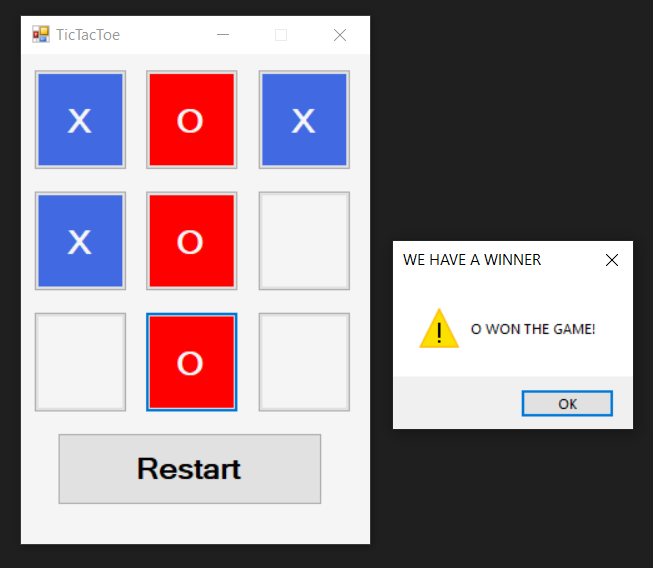 TicTacToe
X O X
X O
O
Restart
WE HAVE A WINNER
O WON THE GAME!
OK